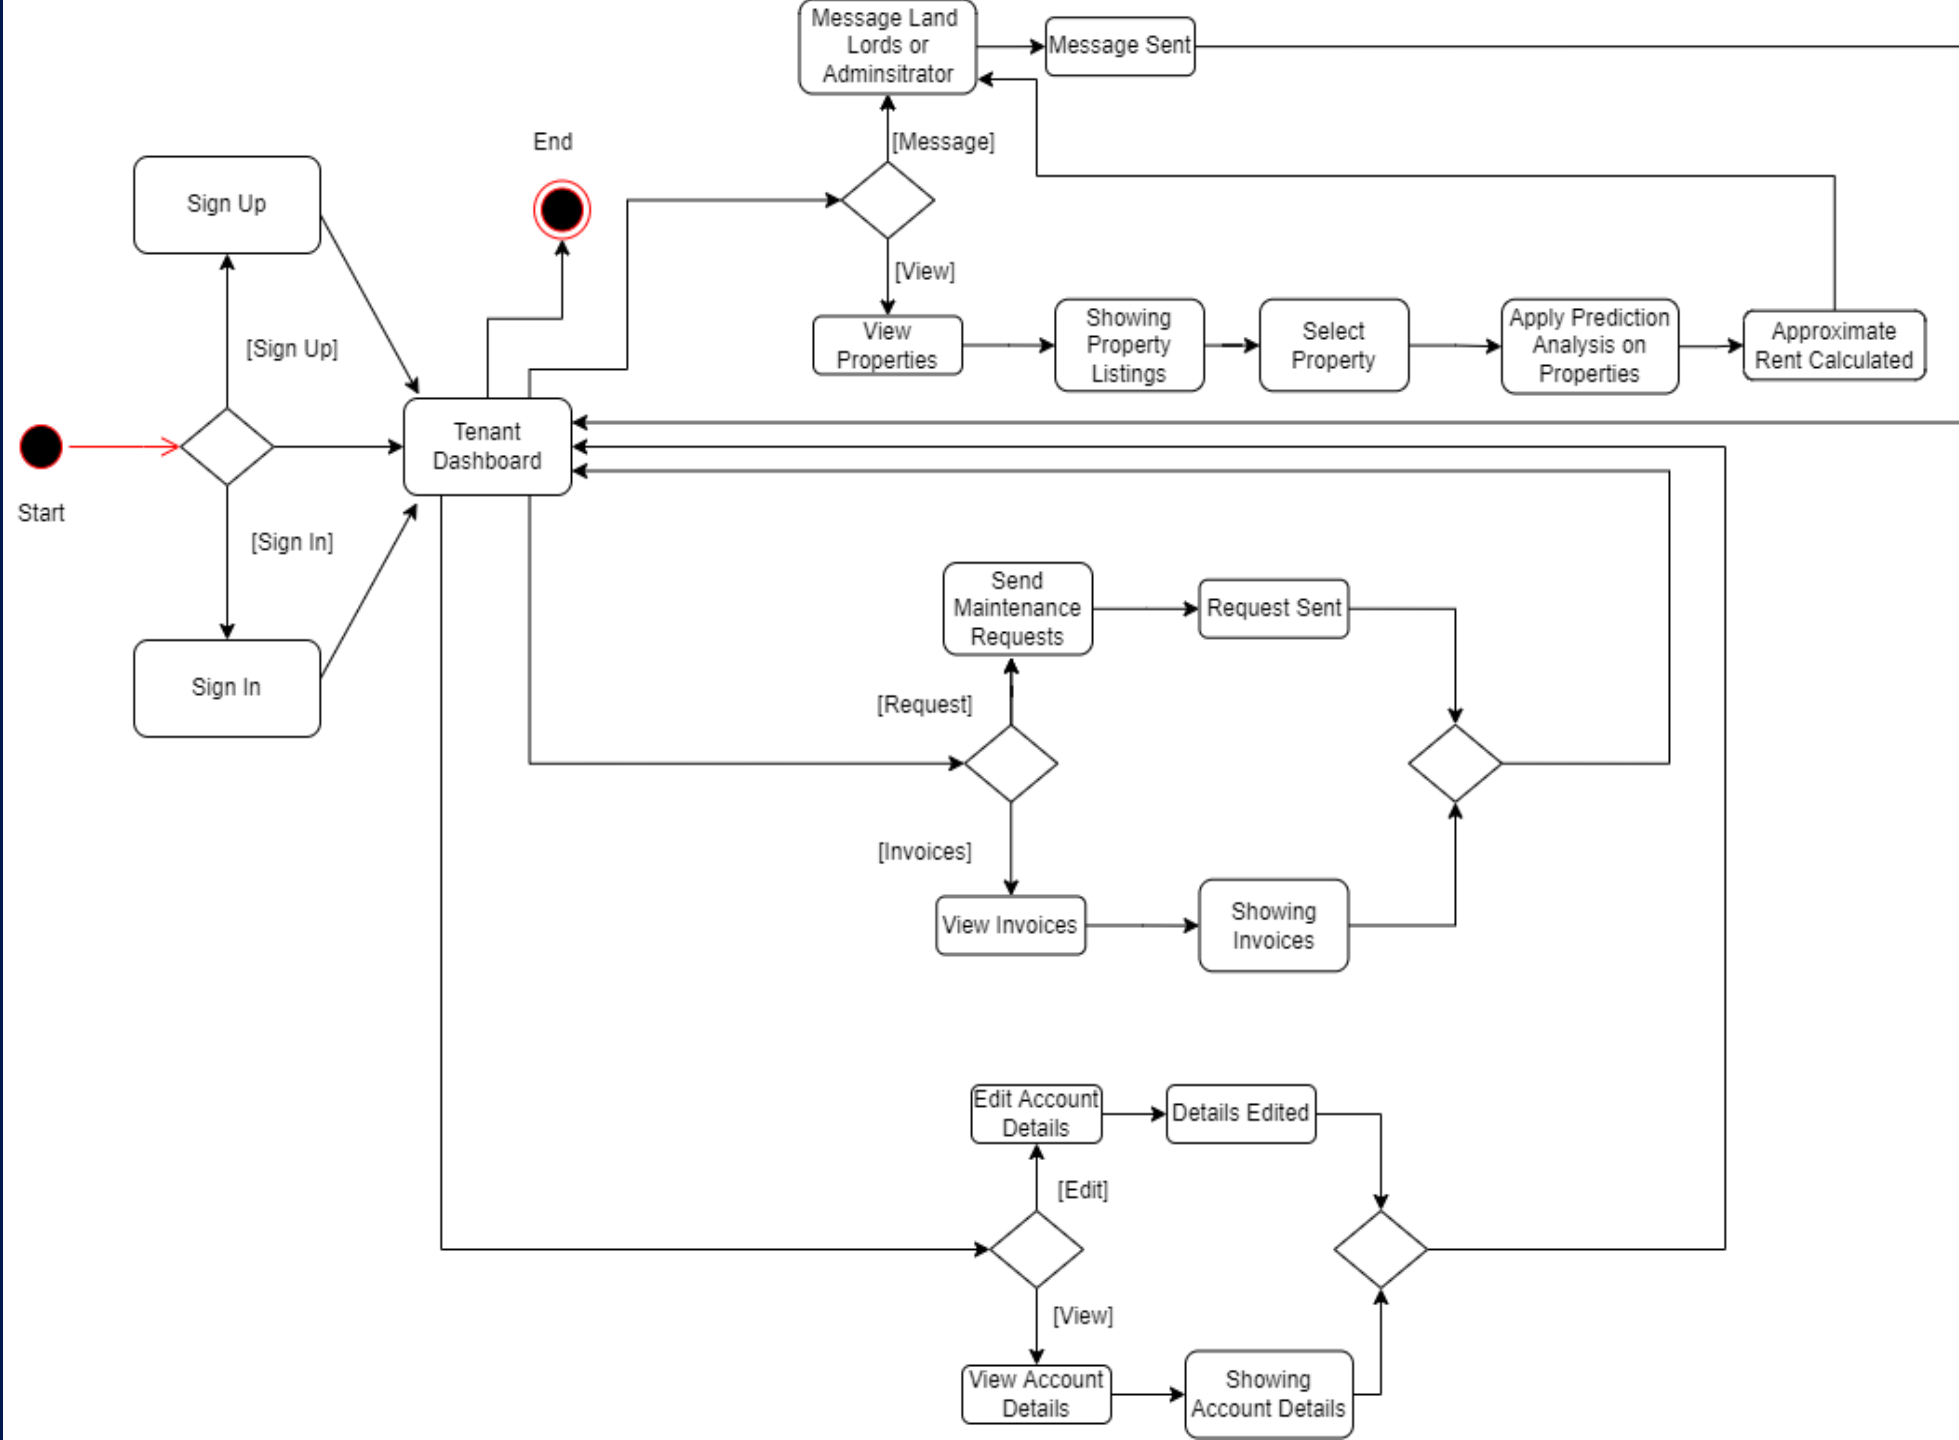 Message Land
Lords or
Adminsitrator
Message Sent
End
[Message]
Sign Up
[View]
View
Properties
Showing
Property
Listings
Select
Property
Apply Prediction
Analysis on
Properties
Approximate
Rent Calculated
[Sign Up]
Tenant
Dashboard
Start
[Sign In]
Sign In
Send
Maintenance
Requests
Request Sent
[Request]
[Invoices]
View Invoices
Showing
Invoices
Edit Account
Details
Details Edited
[Edit]
[View]
View Account
Details
Showing
Account Details